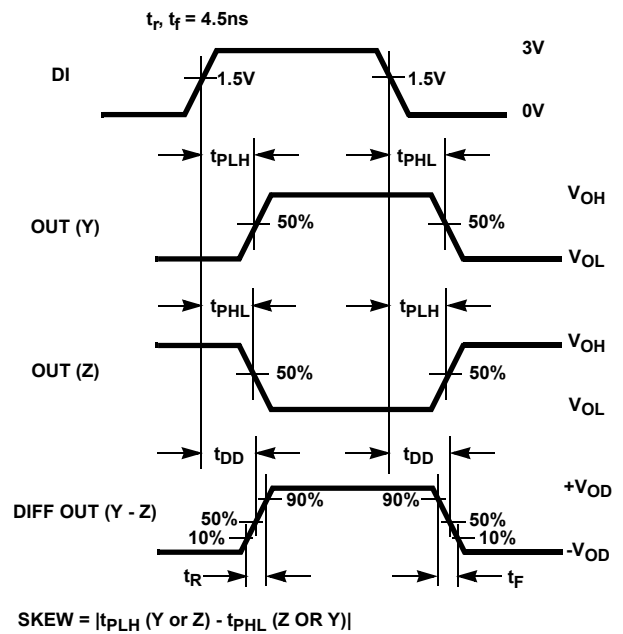 tr, tf = 4.5ns
3V
DI
1.5V
1.5V
0V
tPLH
tPHL
VOH
OUT (Y)
50%
50%
VOL
tPHL
tPLH
VOH
OUT (Z)
50%
50%
VOL
tDD
tDD
+VOD
90%
90%
DIFF OUT (Y - Z)
50%
50%
10%
10%
-VOD
tR
tF
SKEW = |tPLH (Y or Z) - tPHL (Z OR Y)|